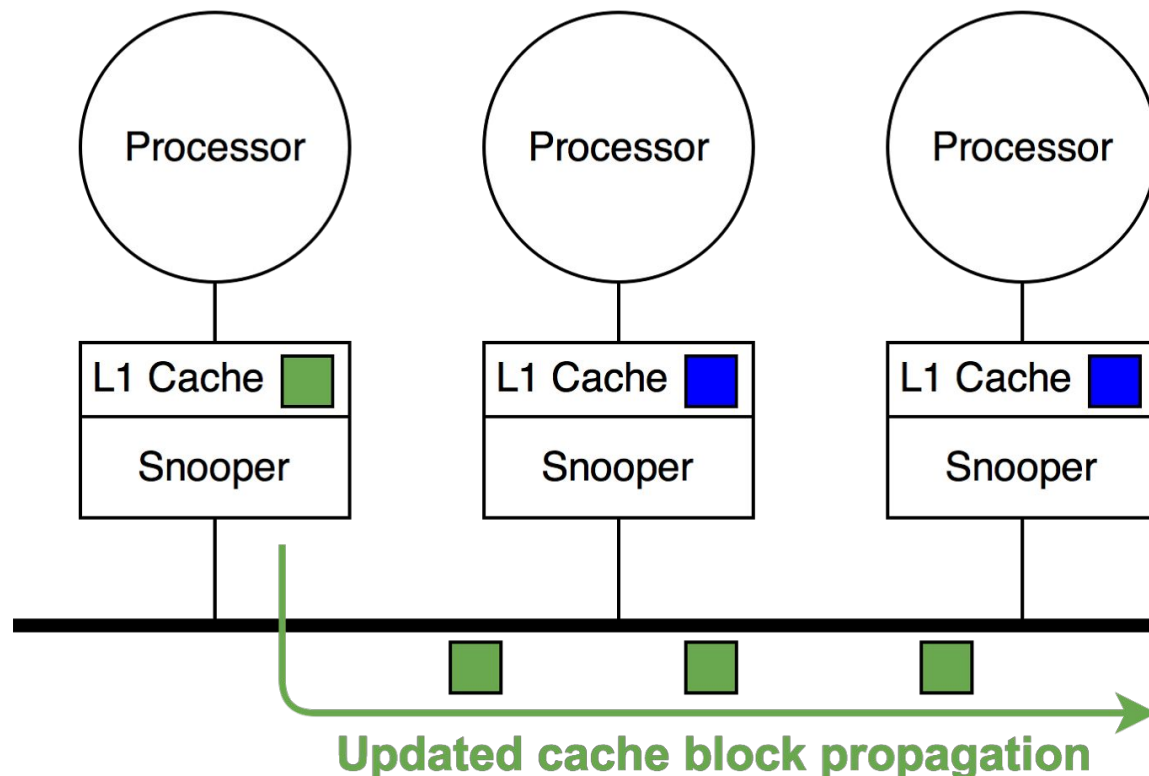 Processor
Processor
Processor
L1 Cache
L1 Cache
L1 Cache
Snooper
Snooper
Snooper
Updated cache block propagation